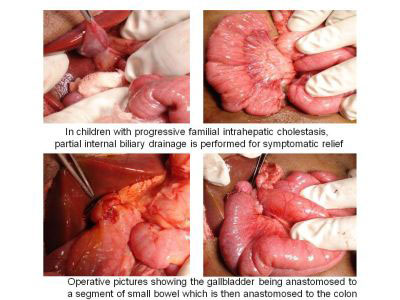 In children with progressive familial intrahepatic cholestasis,
partial internal biliary drainage is performed for symptomatic relief
Operative pictures showing the gallbladder being anastomosed to
a segment of small bowel which is then anastomosed to the colon